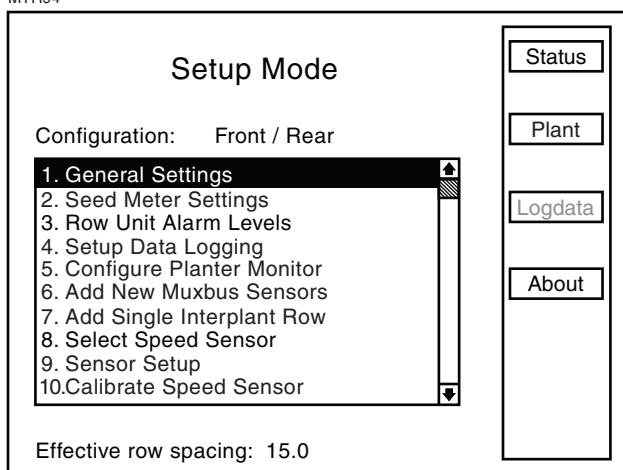 Setup Mode
Configuration: Front / Rear
1. General Settings
2. Seed Meter Settings
3. Row Unit Alarm Levels
4. Setup Data Logging
5. Configure Planter Monitor
6. Add New Muxbus Sensors
7. Add Single Interplant Row
8. Select Speed Sensor
9. Sensor Setup
10.Calibrate Speed Sensor
Effective row spacing: 15.0
Status
Plant
Logdata
About